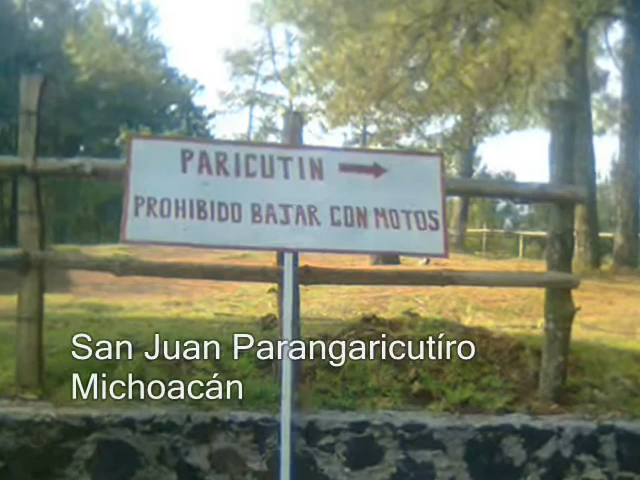 PARICUTIN →
PROHIBIDO BAJAR CON MOTOS
San Juan Parangaricutíro
Michoacán